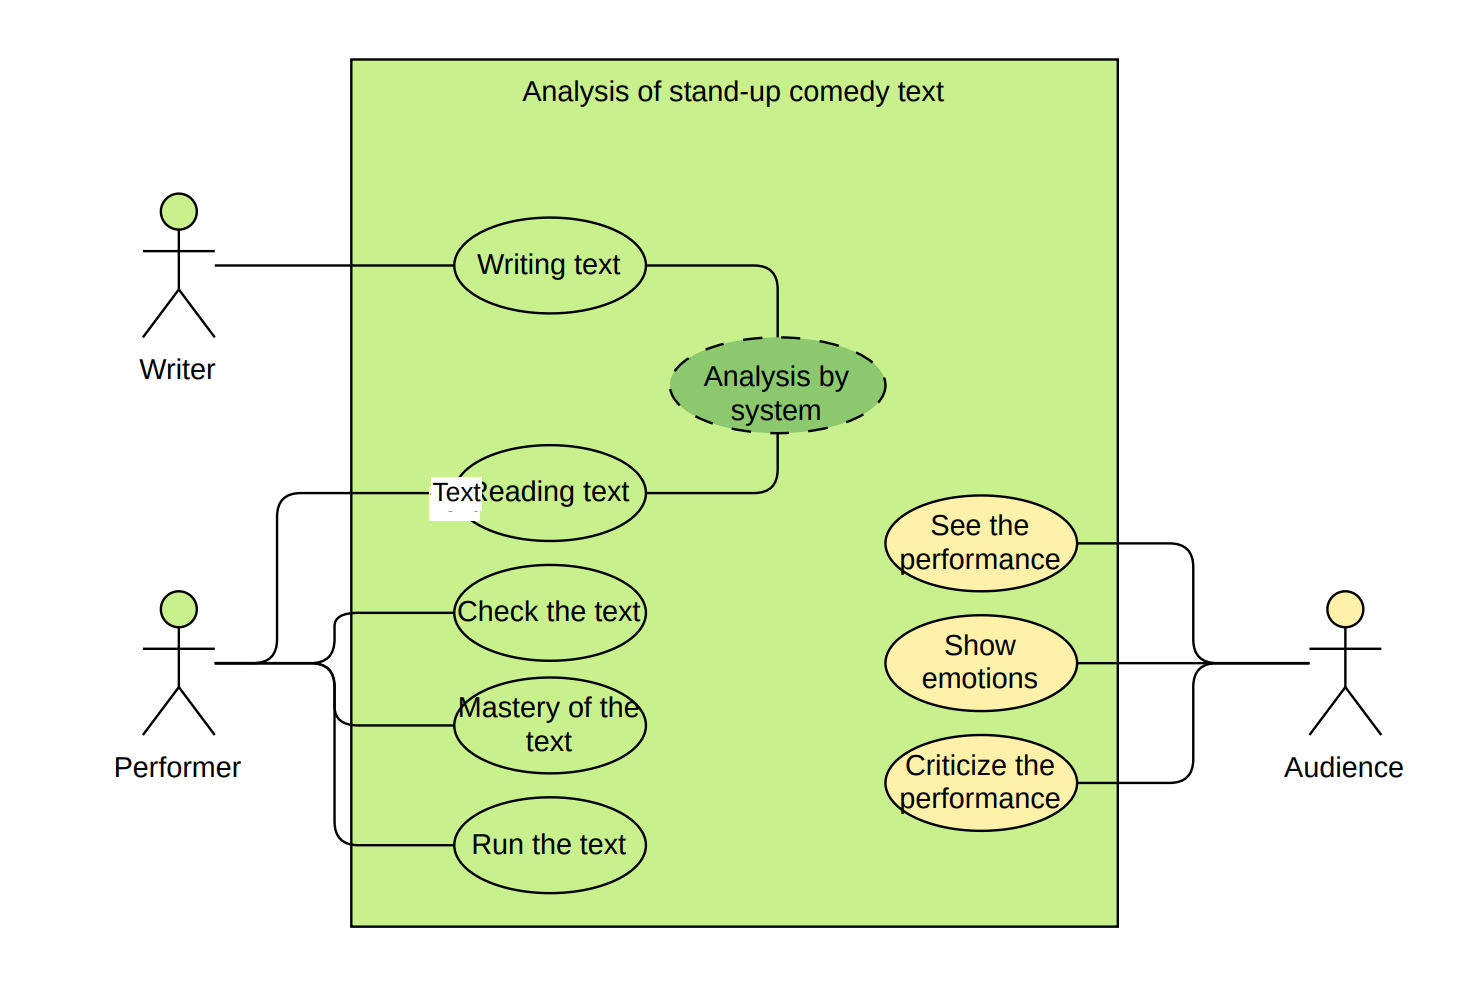 Analysis of stand-up comedy text
Writing text
Writer
Analysis by
system
Text
Reading text
See the
performance
Check the text
Show
emotions
Mastery of the
text
Performer
Criticize the
performance
Audience
Run the text